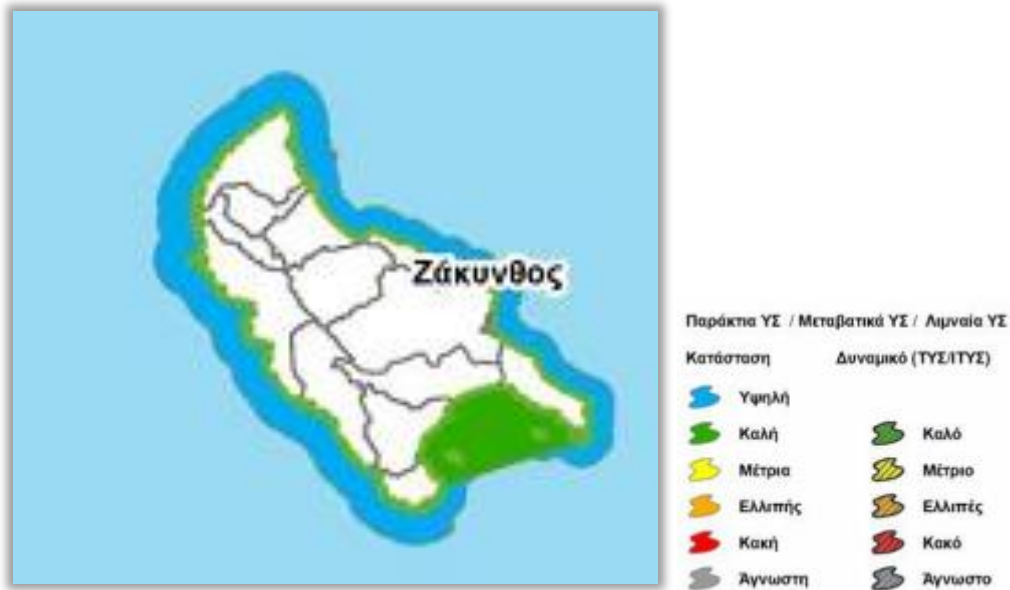 Ζάκυνθος
Παράκτια ΥΣ / Μεταβατικά ΥΣ / Λιμναία ΥΣ
Κατάσταση Δυναμικό (ΤΥΣ/ΙΤΥΣ)
Υψηλή
Καλή Καλό
Μέτρια Μέτριο
Ελλιπής Ελλιπές
Κακή Κακό
Άγνωστη Άγνωστο